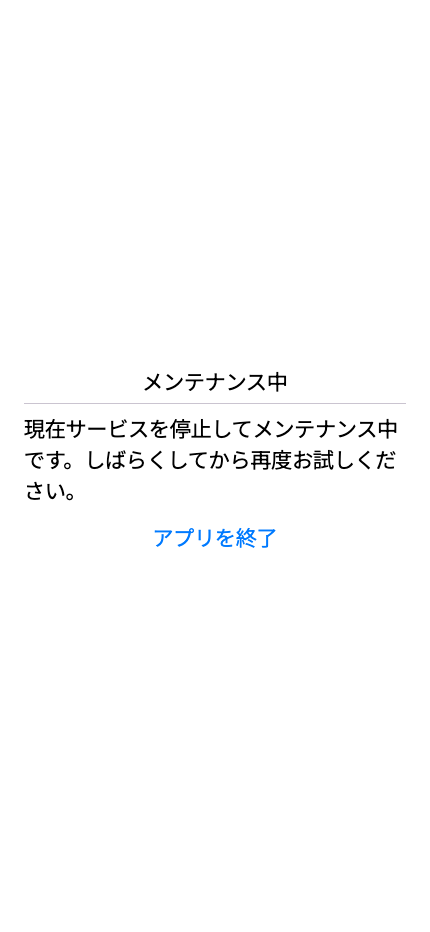 メンテナンス中
現在サービスを停止してメンテナンス中
です。しばらくしてから再度お試しくだ
さい。
アプリを終了